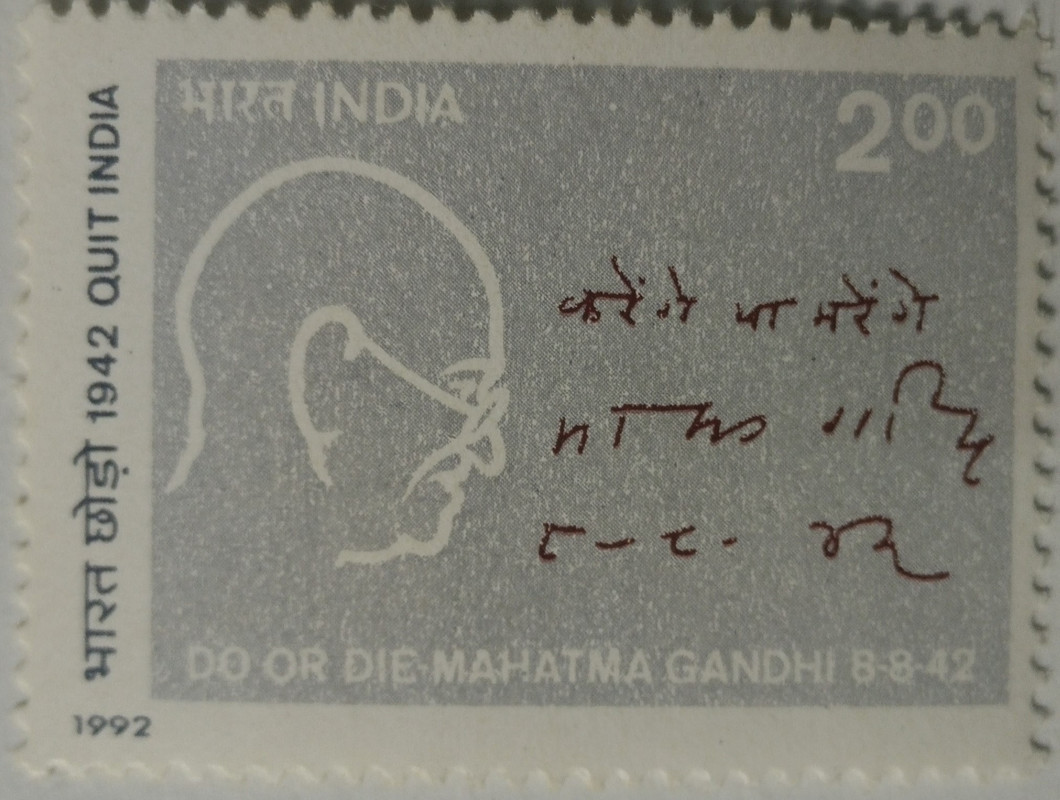 भारत INDIA
200
भारत छोड़ो 1942 QUIT INDIA
करेंगे या मरेंगे
८-८-४२
DO OR DIE-MAHATMA GANDHI 8-8-42
1992